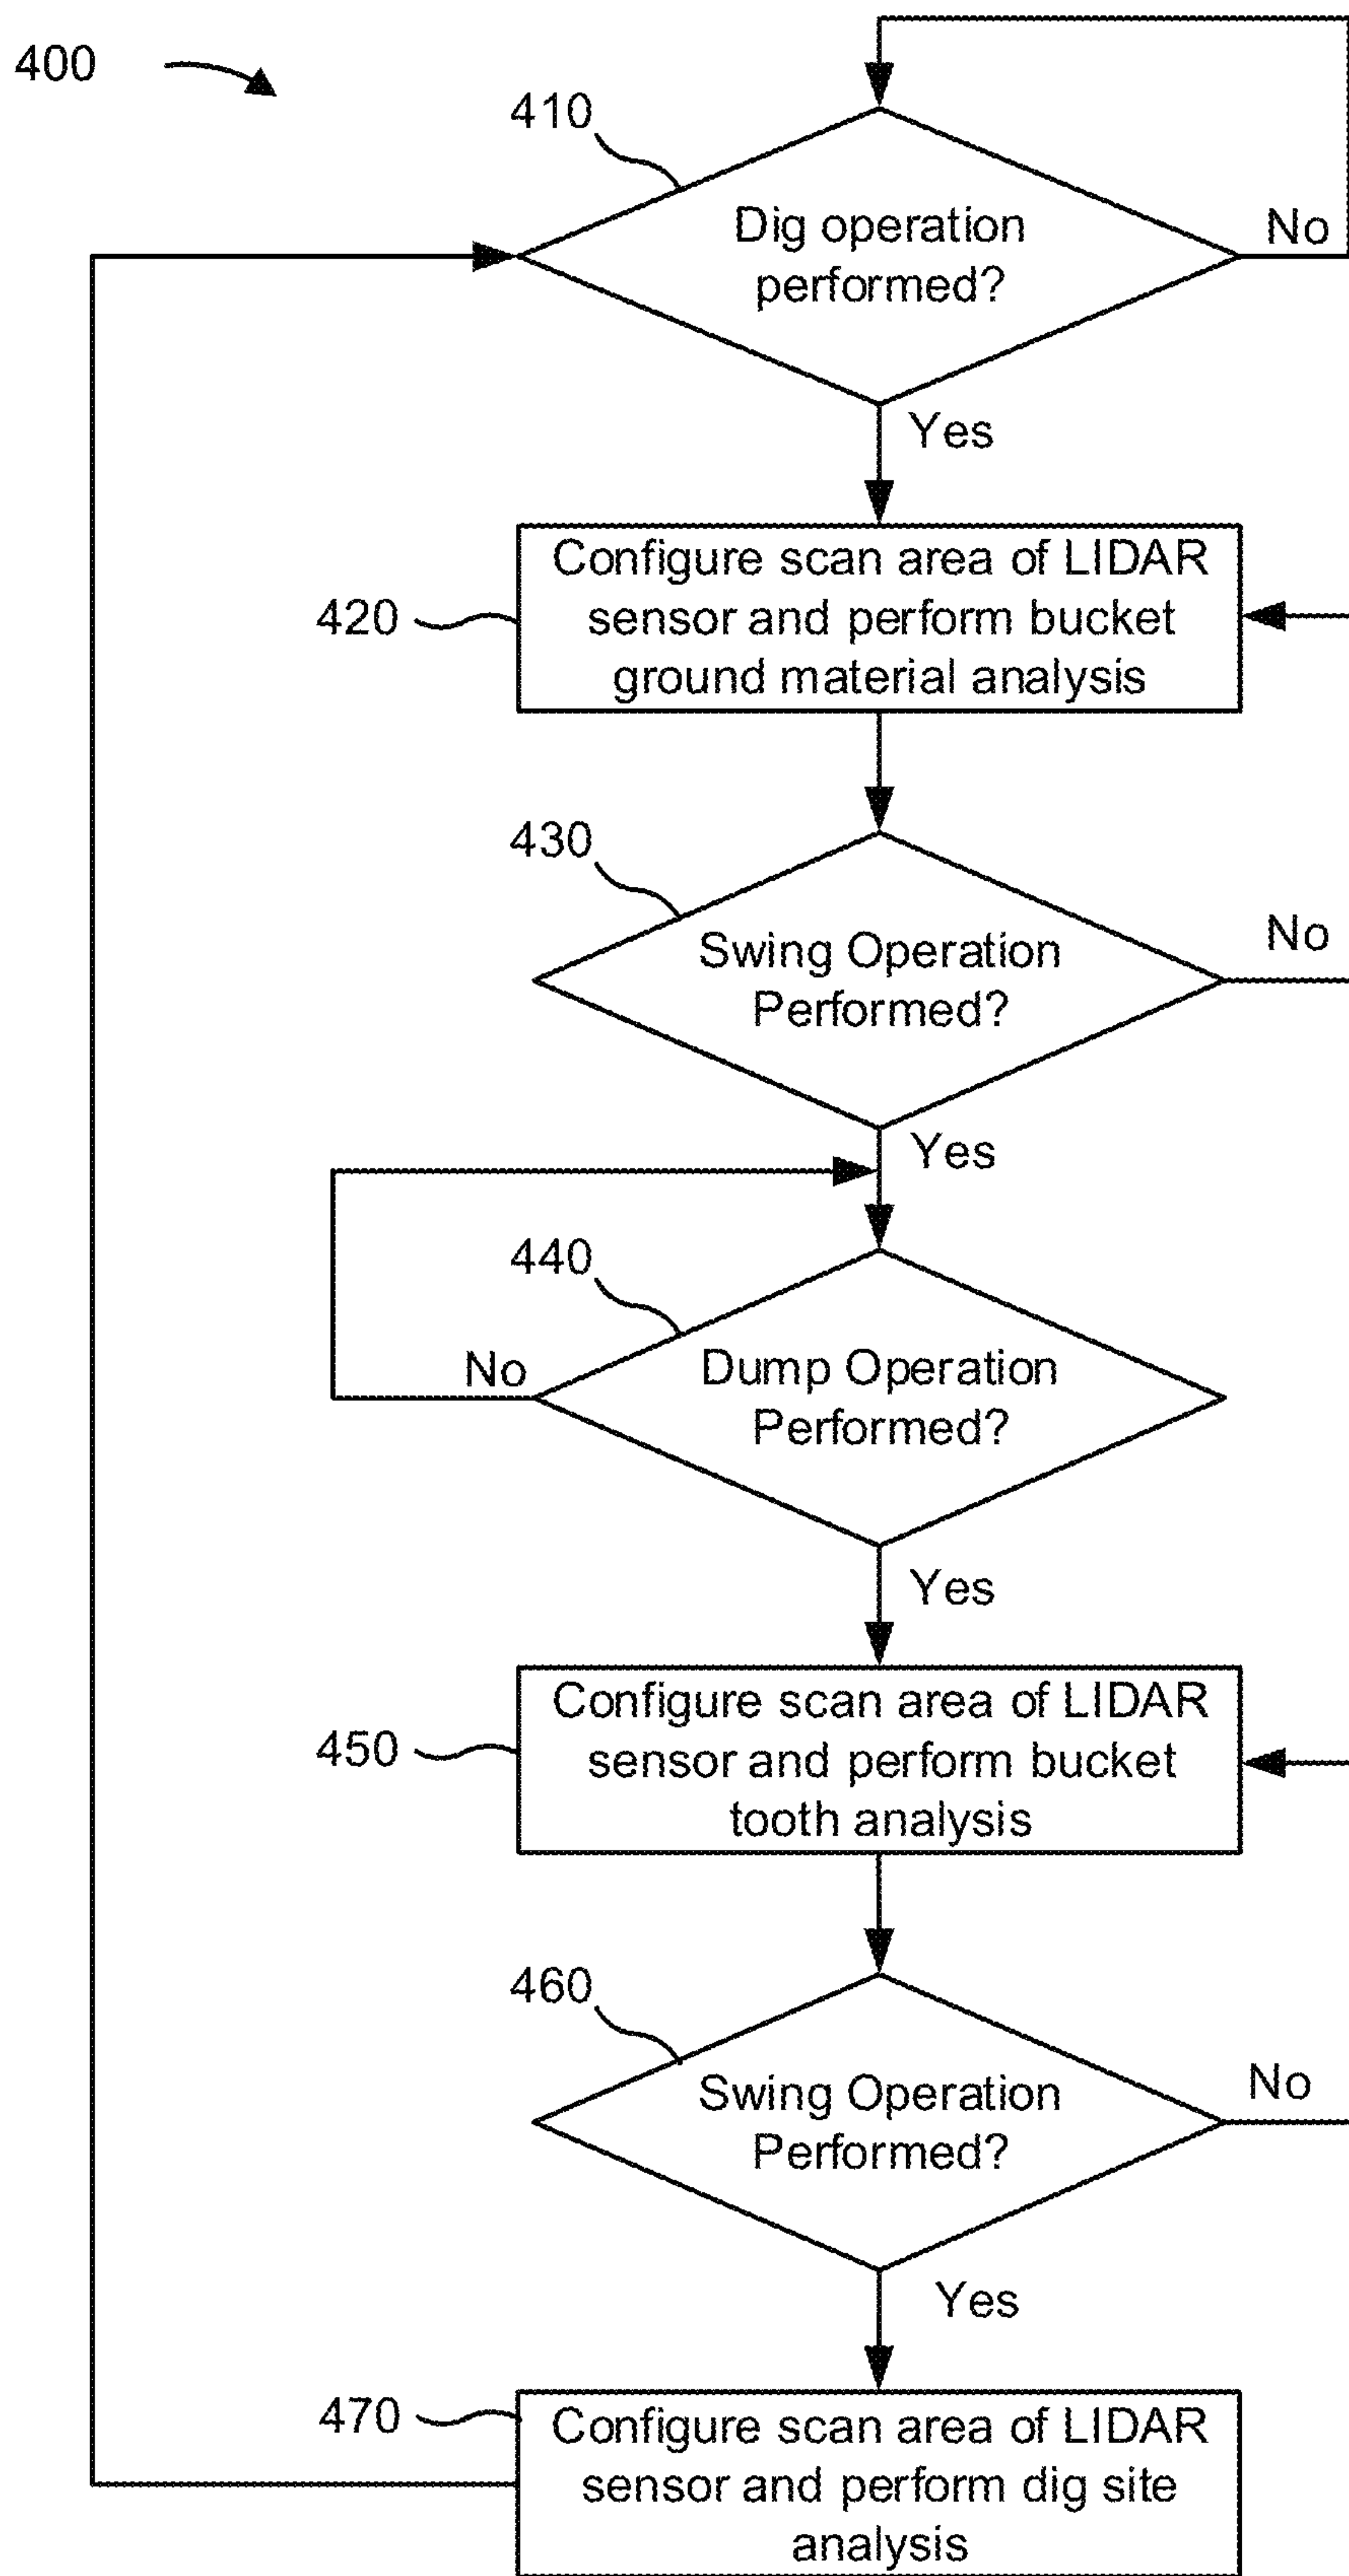 400
410
Dig operation
performed?
No
Yes
420
Configure scan area of LIDAR
sensor and perform bucket
ground material analysis
430
Swing Operation
Performed?
No
Yes
440
Dump Operation
Performed?
No
Yes
450
Configure scan area of LIDAR
sensor and perform bucket
tooth analysis
460
Swing Operation
Performed?
No
Yes
470
Configure scan area of LIDAR
sensor and perform dig site
analysis